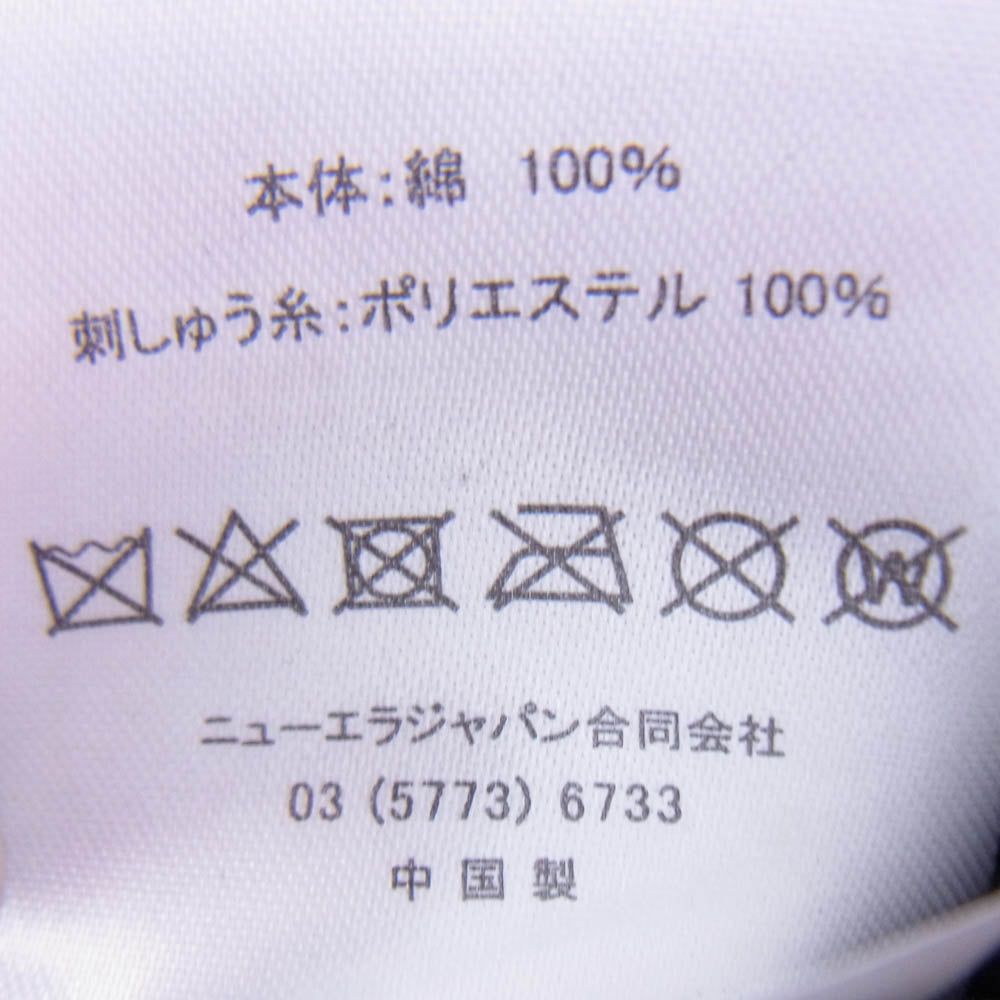 本体:綿 100%
刺しゅう糸:ポリエステル 100%
W
ニューエラジャパン合同会社
03 (5773) 6733
中国製